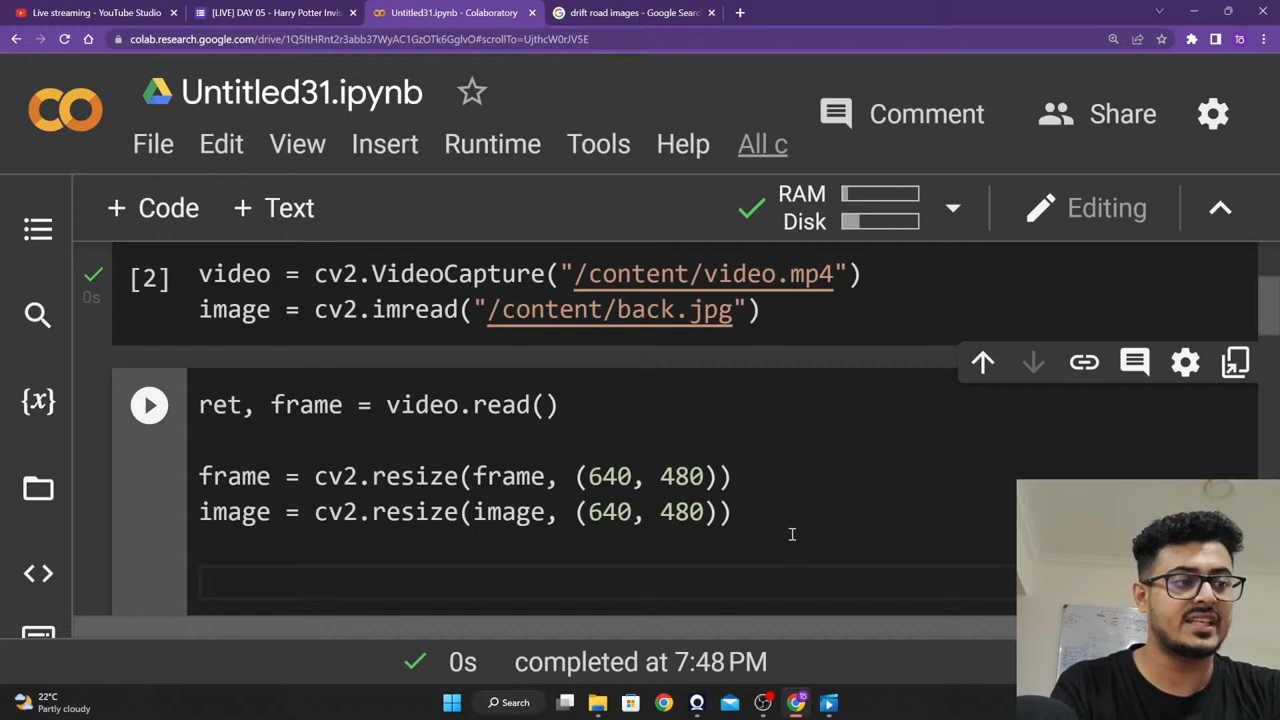 Live streaming - YouTube Studio
[LIVE] DAY 05 - Harry Potter Invis
Untitled31.ipynb - Colaboratory
drift road images - Google Searc
colab.research.google.com/drive/1Q5ltHRnt2r3abb37WyAC1GzOTk6GglvO#scrollTo=UjthcW0rJV5E
Untitled31.ipynb
Comment
Share
File Edit View Insert Runtime Tools Help All c
+ Code + Text
RAM
Disk
Editing
[2]
0s
video = cv2.VideoCapture("/content/video.mp4")
image = cv2.imread("/content/back.jpg")
ret, frame = video.read()
frame = cv2.resize(frame, (640, 480))
image = cv2.resize(image, (640, 480))
{x}
0s completed at 7:48 PM
22°C
Partly cloudy
Search